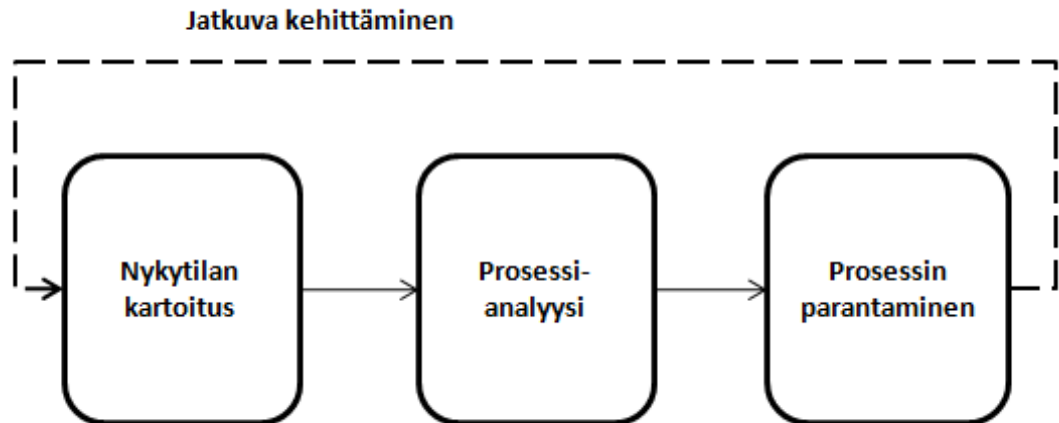 Jatkuva kehittäminen
Nykytilan
kartoitus
Prosessi-
analyysi
Prosessin
parantaminen